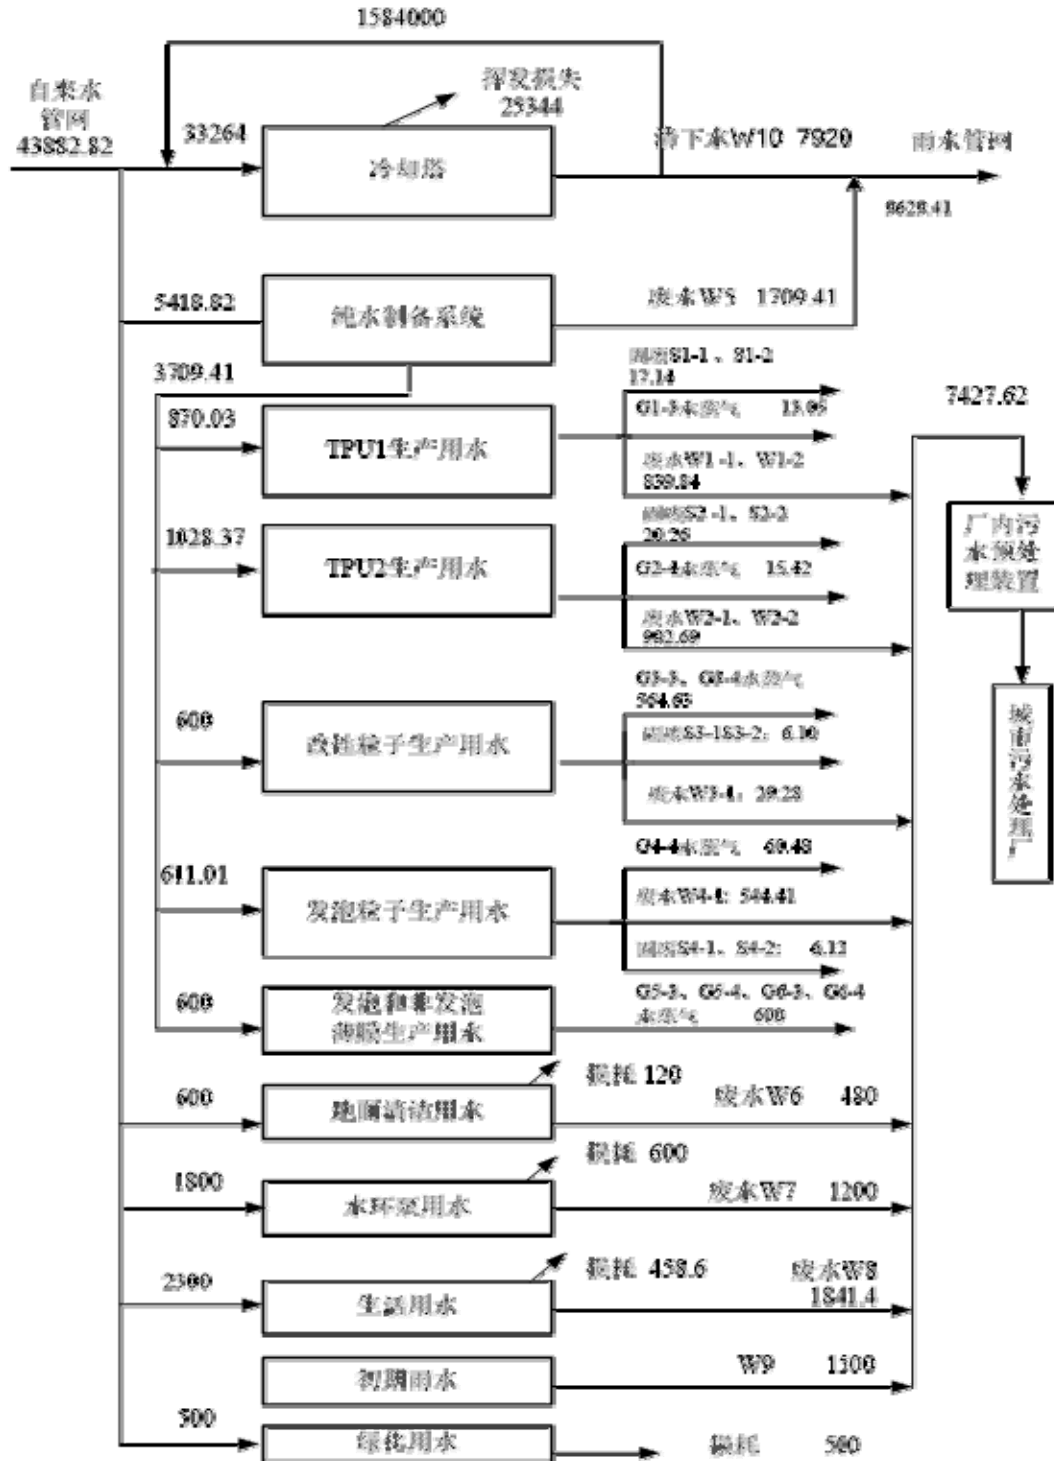 1584000
自来水
管网
43882.82
33264
挥发损失
25344
冷却塔
清下水W10 7920
雨水管网
9629.41
5418.82
纯水制备系统
废水W5 1709.41
3709.41
870.03
TPU1生产用水
固废S1-1、S1-2
17.14
G1-3水蒸气 13.05
废水W1-1、W1-2
839.84
7427.62
1028.37
TPU2生产用水
固废S2-1、S2-2
20.26
G2-4水蒸气 15.42
废水W2-1、W2-2
992.69
厂内污
水预处
理装置
600
改性粒子生产用水
G3-3、G3-4水蒸气
564.63
固废S3-1S3-2: 6.10
废水W3-1: 29.28
城市污水处理厂
611.01
发泡粒子生产用水
G4-4水蒸气 60.48
废水W4-1: 544.41
固废S4-1、S4-2: 6.12
600
发泡和非发泡
薄膜生产用水
G5-3、G5-4、G6-3、G6-4
水蒸气 600
600
地面清洁用水
损耗 120
废水W6 480
1800
水环泵用水
损耗 600
废水W7 1200
2300
生活用水
损耗 458.6
废水W8
1841.4
初期雨水
W9 1500
500
绿化用水
损耗 500